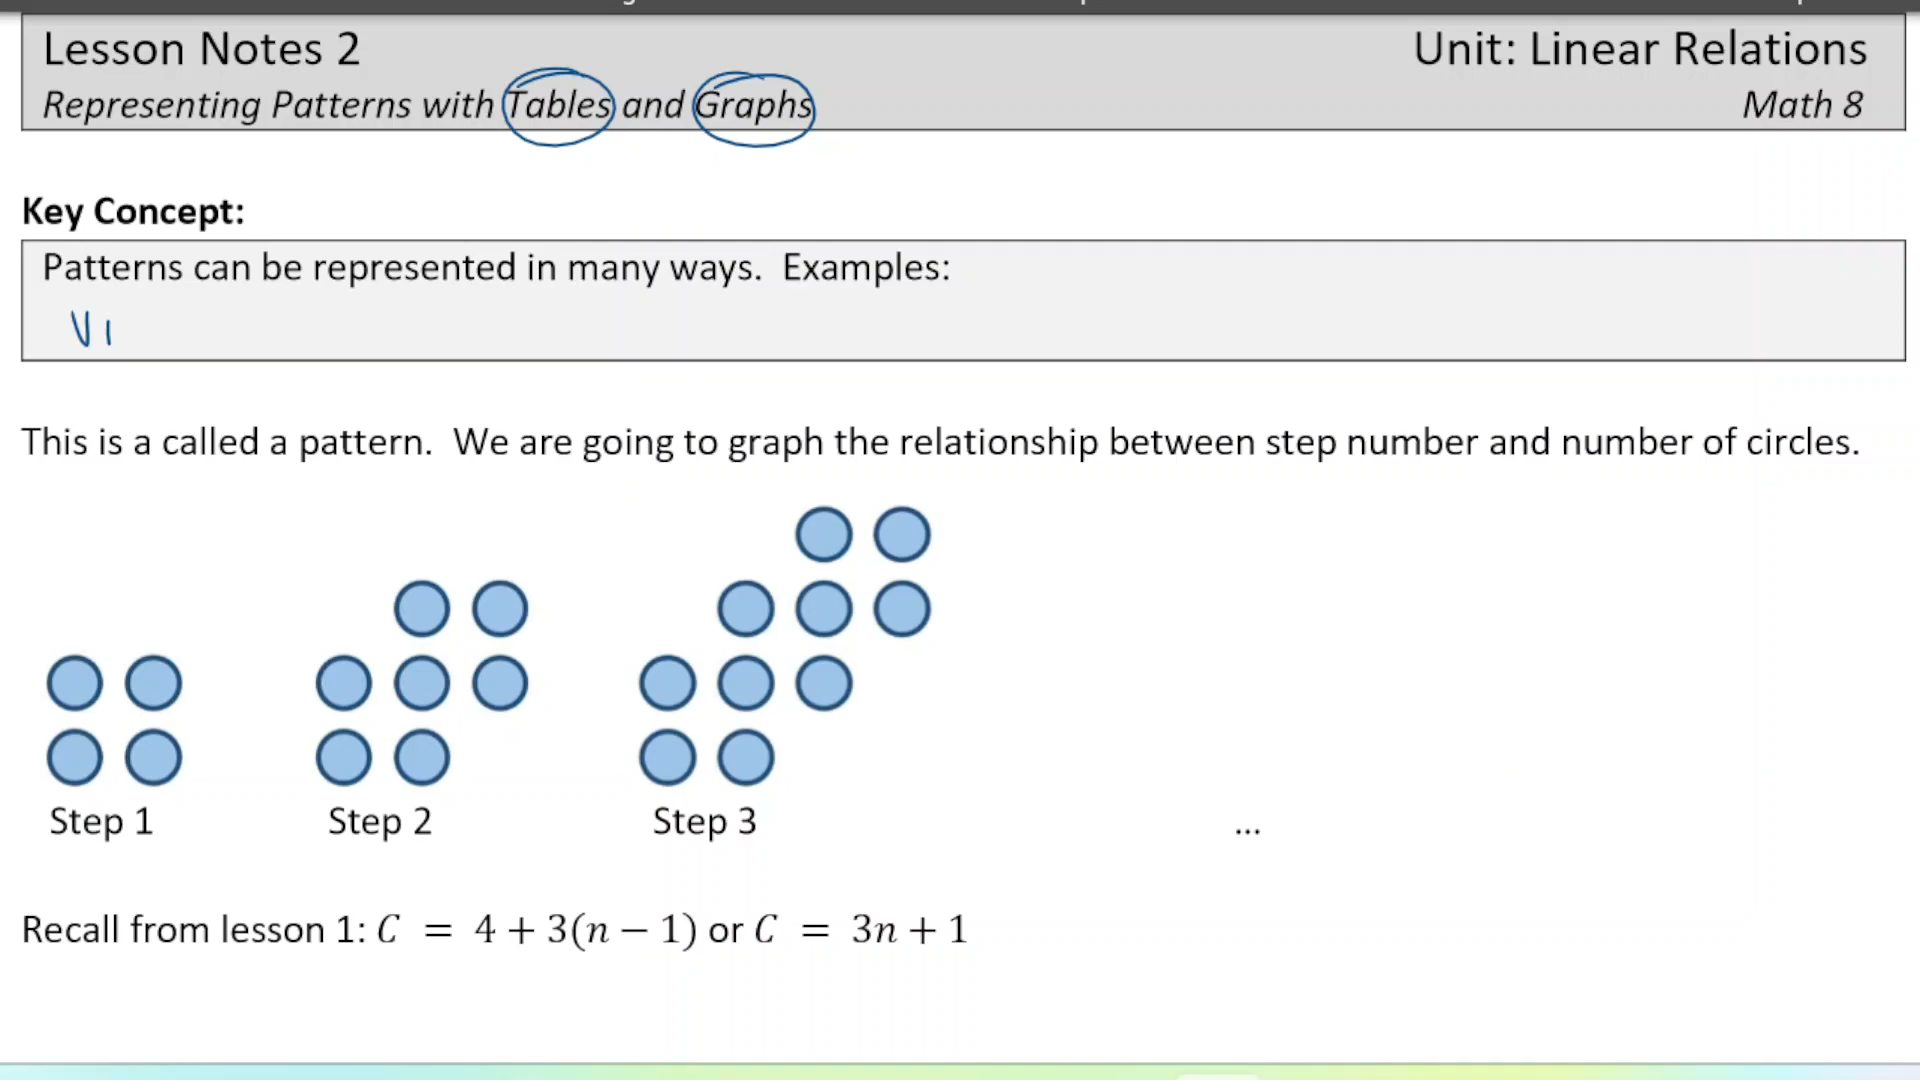 Lesson Notes 2 Unit: Linear Relations
Representing Patterns with Tables and Graphs Math 8
Key Concept:
Patterns can be represented in many ways. Examples:
Vi
This is a called a pattern. We are going to graph the relationship between step number and number of circles.
Step 1 Step 2 Step 3 ...
Recall from lesson 1: C = 4 + 3(n − 1) or C = 3n + 1